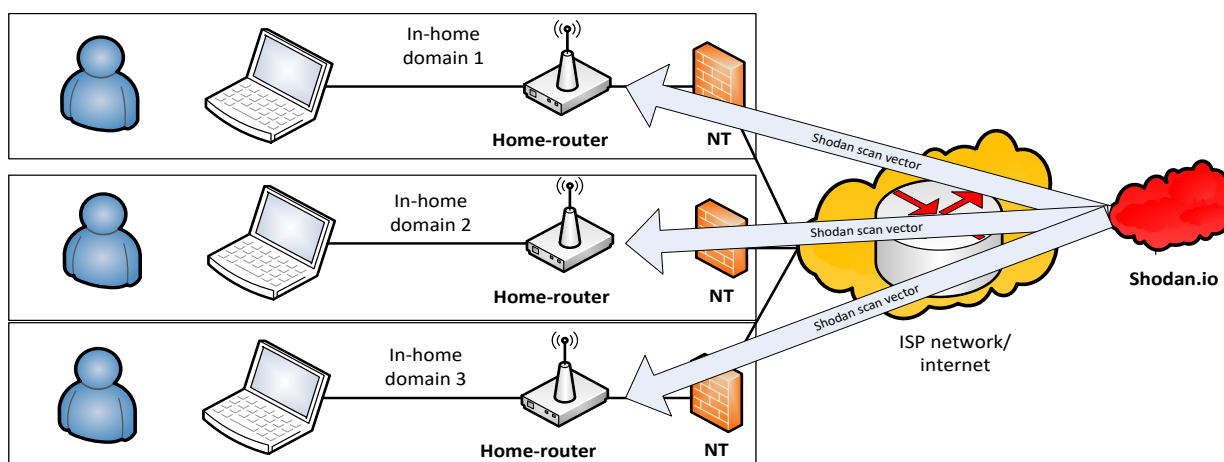 In-home
domain 1
Home-router
NT
Shodan scan vector
In-home
domain 2
Home-router
NT
Shodan scan vector
Shodan.io
In-home
domain 3
Home-router
NT
Shodan scan vector
ISP network/
internet